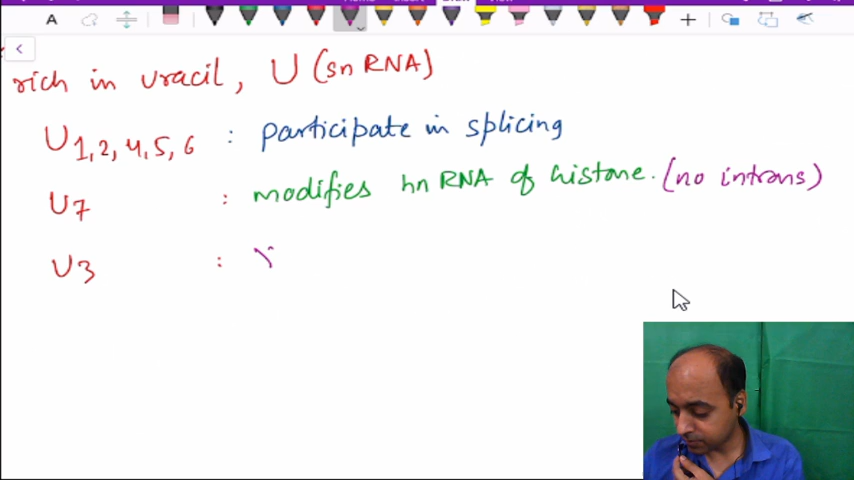 rich in uracil, U (sn RNA)
U1,2,4,5,6 : participate in splicing
U7 : modifies hn RNA of histone. (no introns)
U3 :